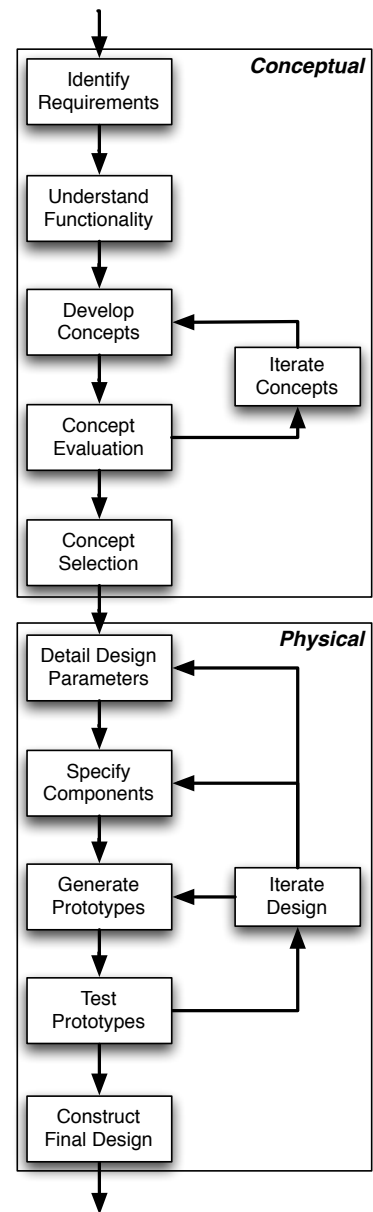 Conceptual
Identify
Requirements
Understand
Functionality
Develop
Concepts
Iterate
Concepts
Concept
Evaluation
Concept
Selection
Physical
Detail Design
Parameters
Specify
Components
Generate
Prototypes
Iterate
Design
Test
Prototypes
Construct
Final Design